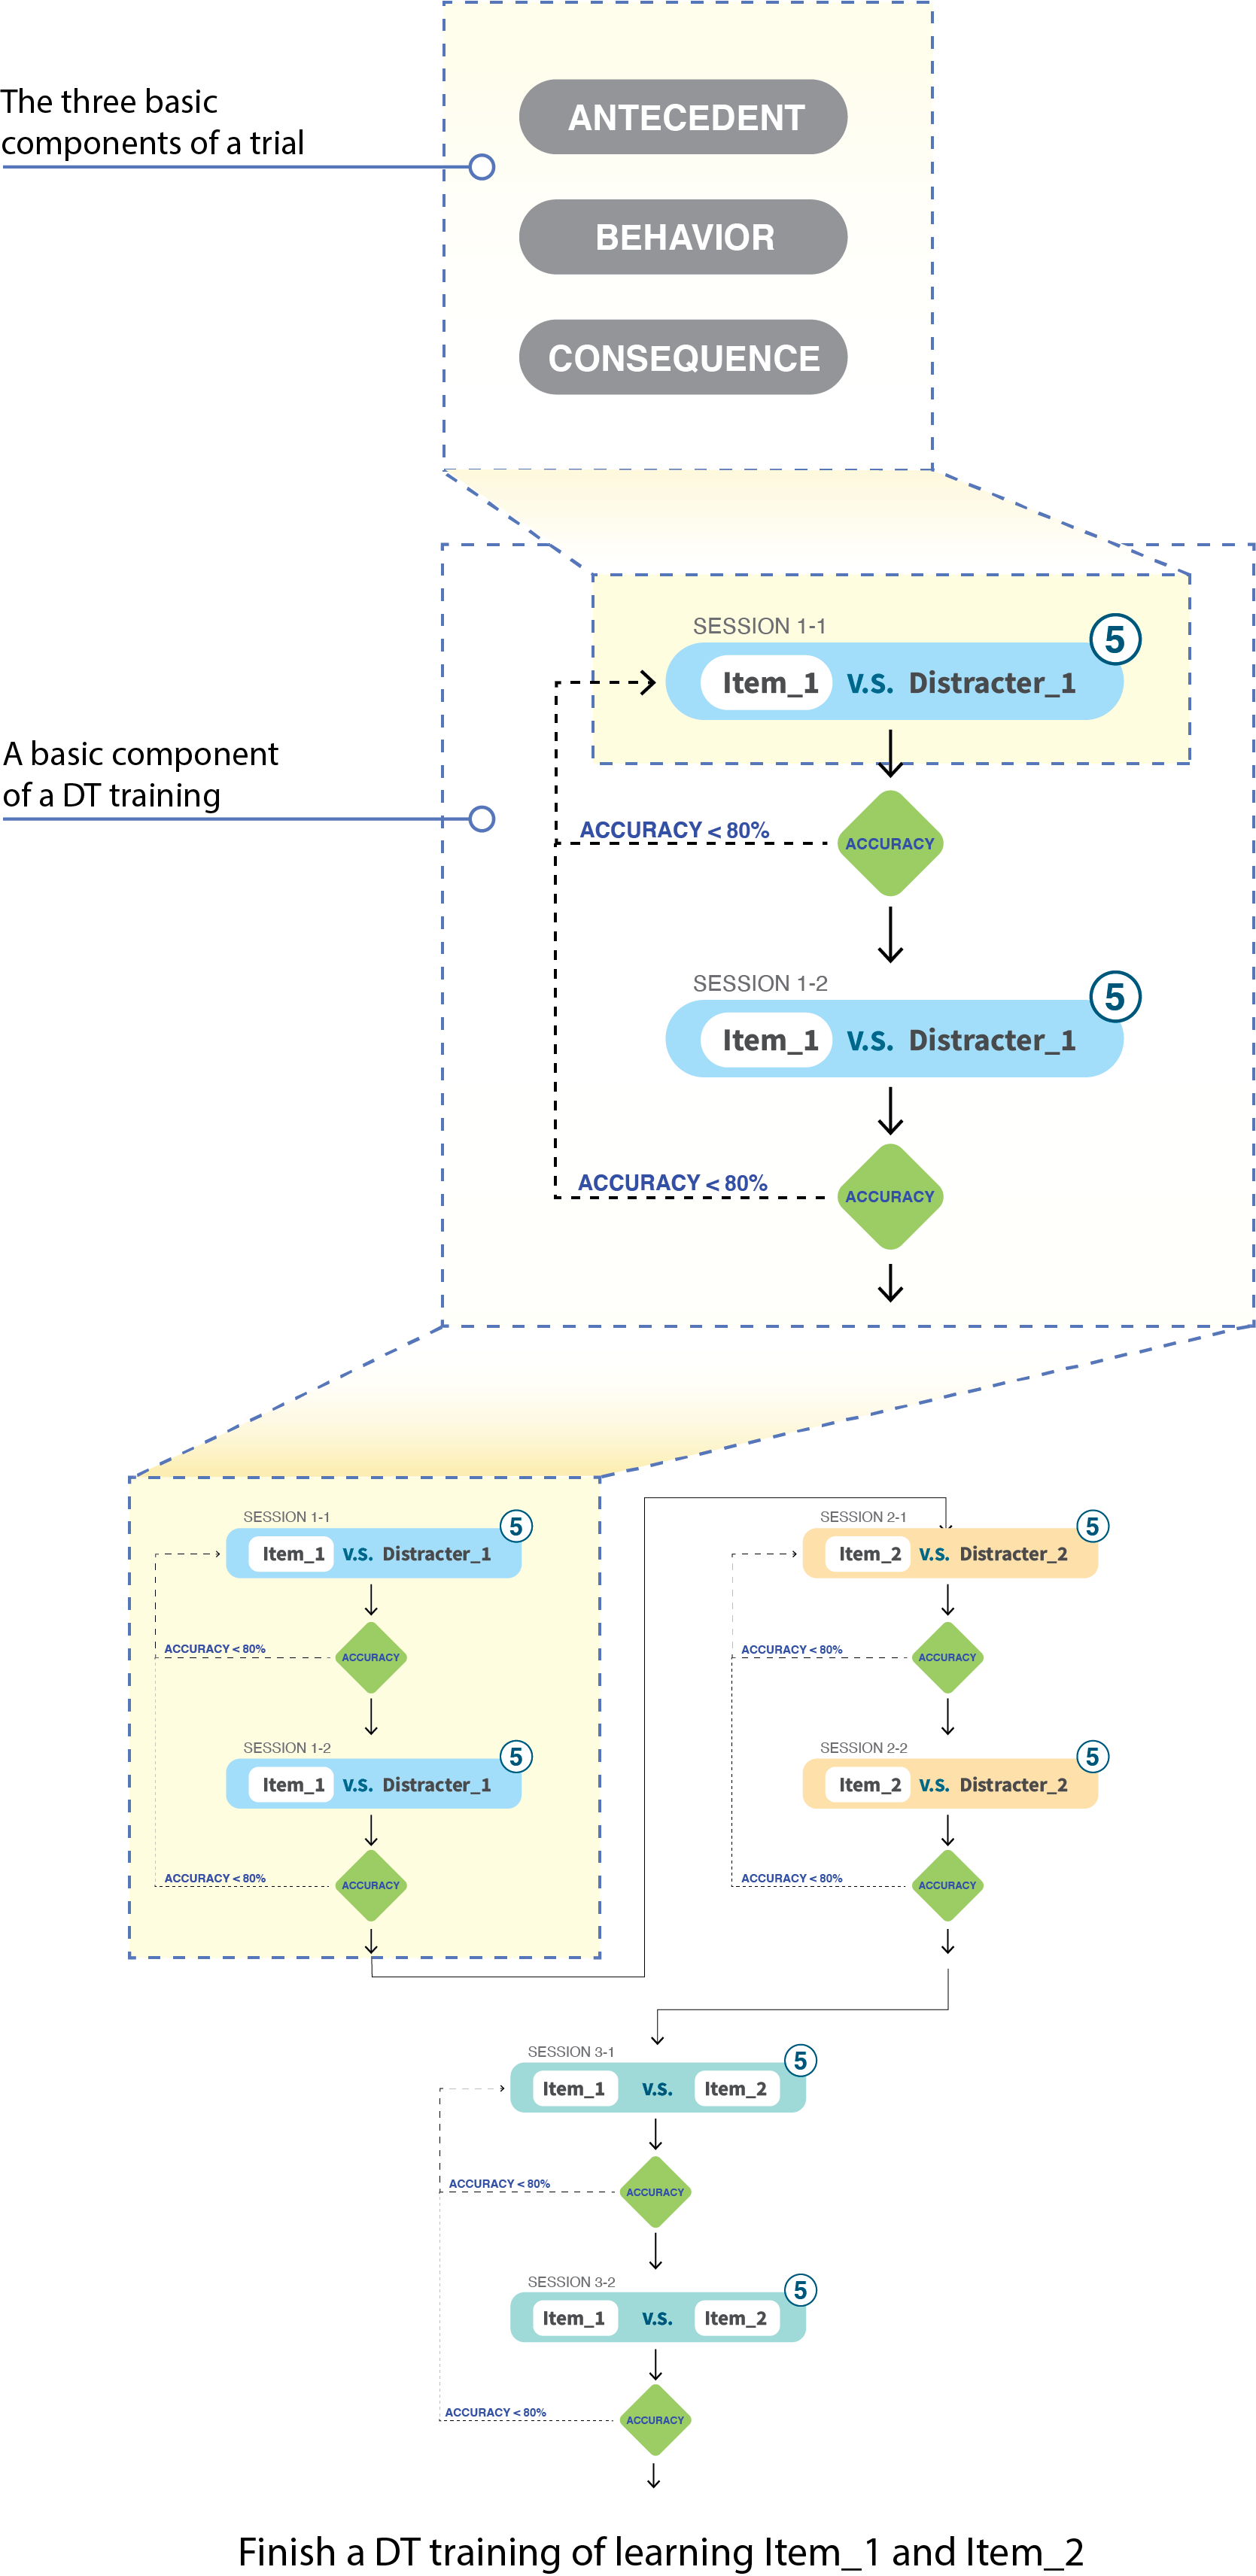 The three basic
components of a trial
ANTECEDENT
BEHAVIOR
CONSEQUENCE
A basic component
of a DT training
SESSION 1-1
5
Item_1 v.s. Distracter_1
ACCURACY < 80%
ACCURACY
SESSION 1-2
5
Item_1 v.s. Distracter_1
ACCURACY < 80%
ACCURACY
SESSION 1-1
5
Item_1 v.s. Distracter_1
ACCURACY < 80%
ACCURACY
SESSION 1-2
5
Item_1 v.s. Distracter_1
ACCURACY < 80%
ACCURACY
SESSION 2-1
5
Item_2 v.s. Distracter_2
ACCURACY < 80%
ACCURACY
SESSION 2-2
5
Item_2 v.s. Distracter_2
ACCURACY < 80%
ACCURACY
SESSION 3-1
5
Item_1 v.s. Item_2
ACCURACY < 80%
ACCURACY
SESSION 3-2
5
Item_1 v.s. Item_2
ACCURACY < 80%
ACCURACY
Finish a DT training of learning Item_1 and Item_2